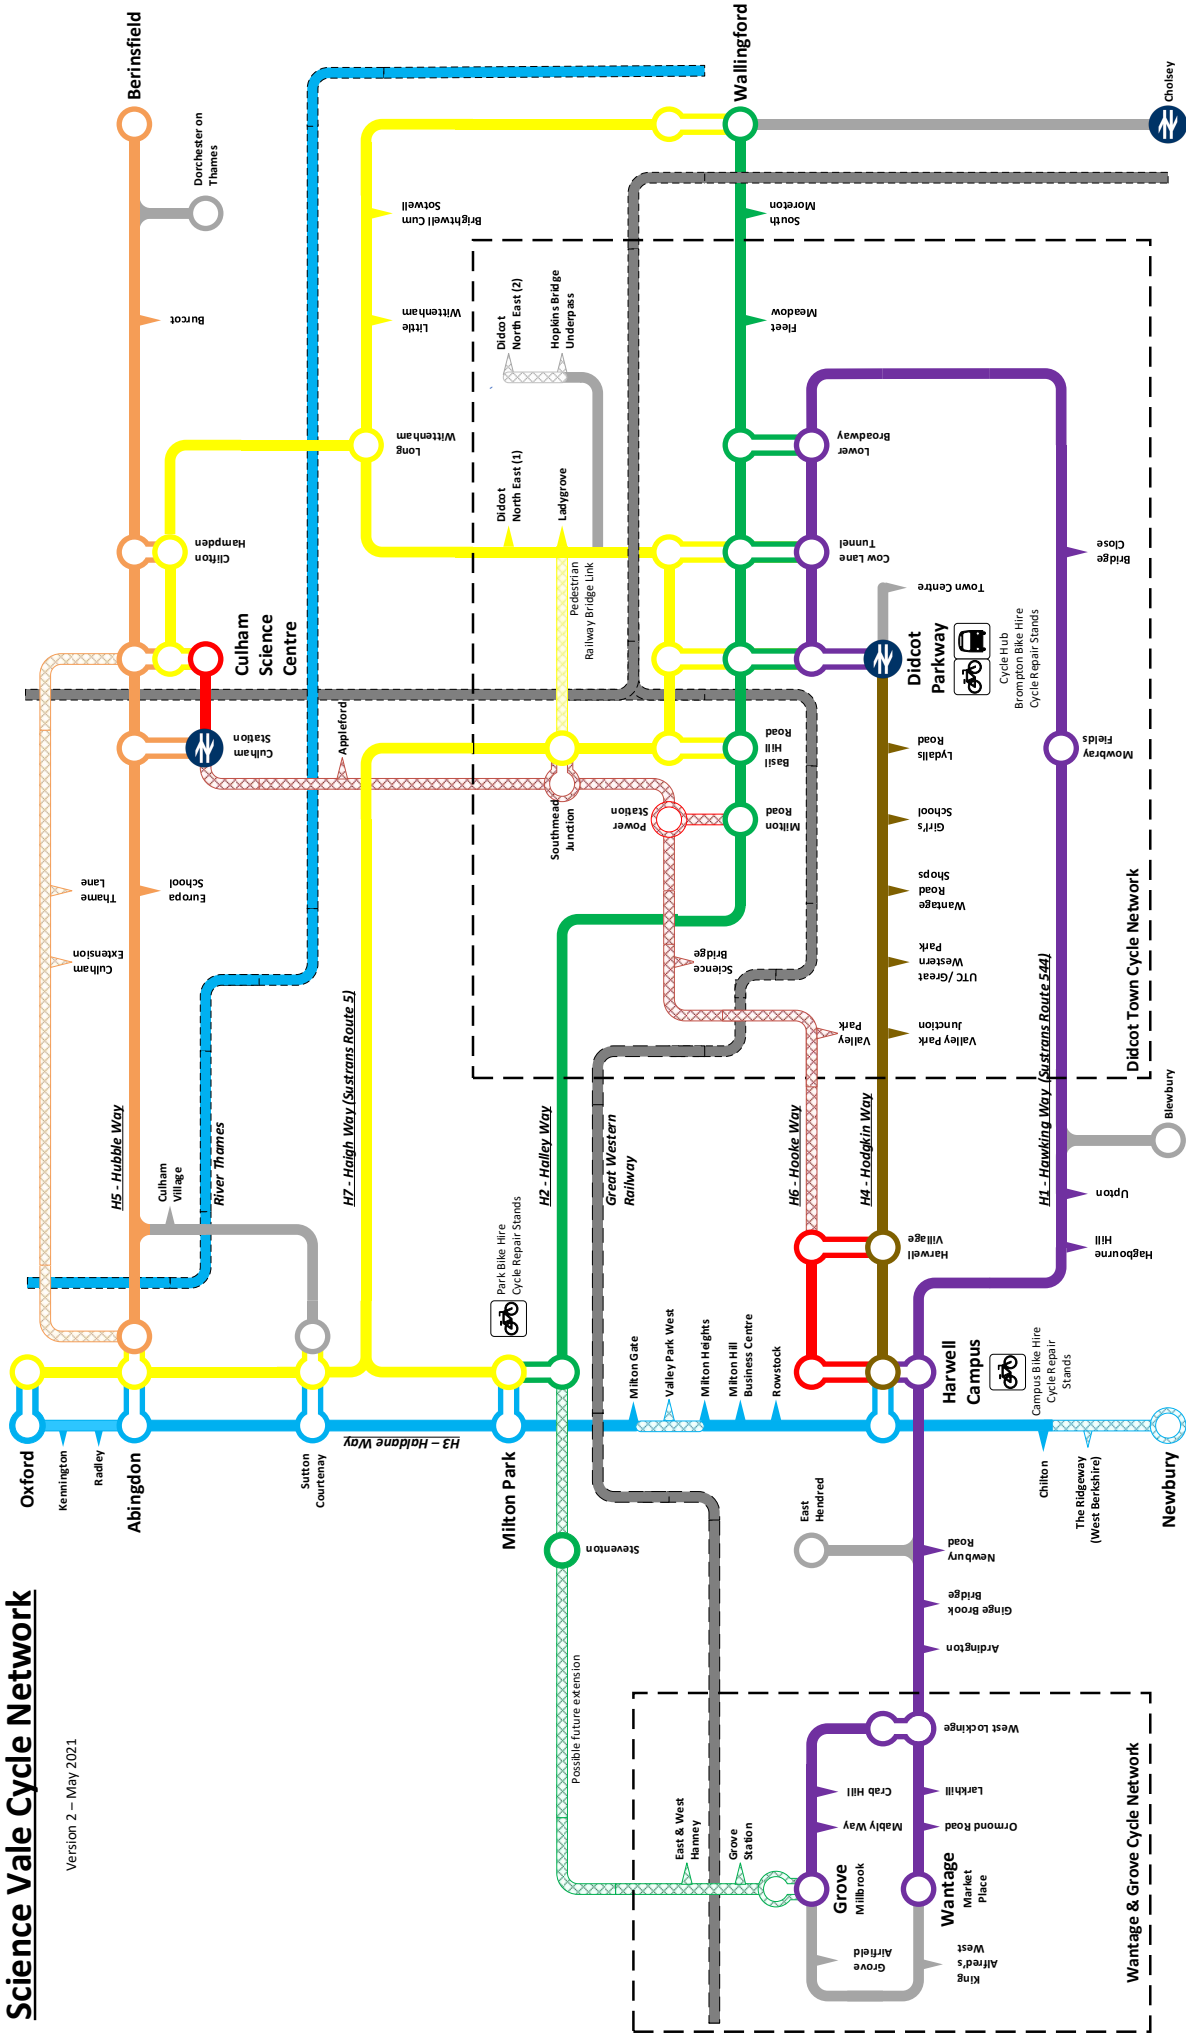 Science Vale Cycle Network
Version 2 – May 2021
Oxford
Kennington
Radley
Abingdon
Sutton
Courtenay
Milton Park
H3 – Haldane Way
Milton Gate
Valley Park West
Milton Heights
Milton Hill
Business Centre
Rowstock
Chilton
The Ridgeway
(West Berkshire)
Newbury
H5 - Hubble Way
Culham
Village
River Thames
Culham
Extension
Thame
Lane
Europa
School
Culham
Station
Culham
Science
Centre
Clifton
Hampden
Burcot
Dorchester on
Thames
Berinsfield
H7 - Haigh Way (Sustrans Route 5)
Appleford
Long
Wittenham
Little
Wittenham
Brightwell Cum
Sotwell
Wallingford
Cholsey
Park Bike Hire
Cycle Repair Stands
H2 - Halley Way
Great Western
Railway
Steventon
Possible future extension
East & West
Hanney
Grove
Station
Southmead
Junction
Pedestrian
Railway Bridge Link
Ladygrove
Didcot
North East (1)
Didcot
North East (2)
Hopkins Bridge
Underpass
Power
Station
Science
Bridge
Milton
Road
Basil
Hill
Road
Cow Lane
Tunnel
Lower
Broadway
Fleet
Meadow
South
Moreton
H6 - Hooke Way
Valley
Park
H4 - Hodgkin Way
Harwell
Village
Valley Park
Junction
UTC /Great
Western
Park
Wantage
Road
Shops
Girl's
School
Lydalls
Road
Didcot
Parkway
Cycle Hub
Brompton Bike Hire
Cycle Repair Stands
Town Centre
H1 - Hawking Way (Sustrans Route 544)
Harwell
Campus
Campus Bike Hire
Cycle Repair
Stands
Hagbourne
Hill
Upton
Blewbury
Mowbray
Fields
Bridge
Close
Didcot Town Cycle Network
East
Hendred
Newbury
Road
Ginge Brook
Bridge
Ardington
West Lockinge
Crab Hill
Mably Way
Larkhill
Ormond Road
Grove
Millbrook
Wantage
Market
Place
Grove
Airfield
King
Alfred's
West
Wantage & Grove Cycle Network